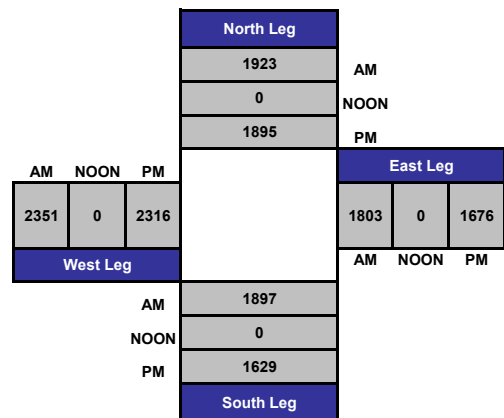 North Leg
1923 AM
0 NOON
1895 PM
AM NOON PM
East Leg
2351 0 2316
1803 0 1676
West Leg
AM NOON PM
AM 1897
NOON 0
PM 1629
South Leg